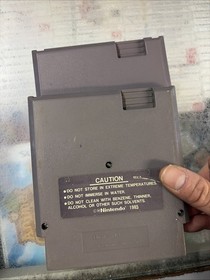 CAUTION
●DO NOT STORE IN EXTREME TEMPERATURES.
●DO NOT IMMERSE IN WATER.
●DO NOT CLEAN WITH BENZENE, THINNER,
ALCOHOL OR OTHER SUCH SOLVENTS.
©Nintendo 1985